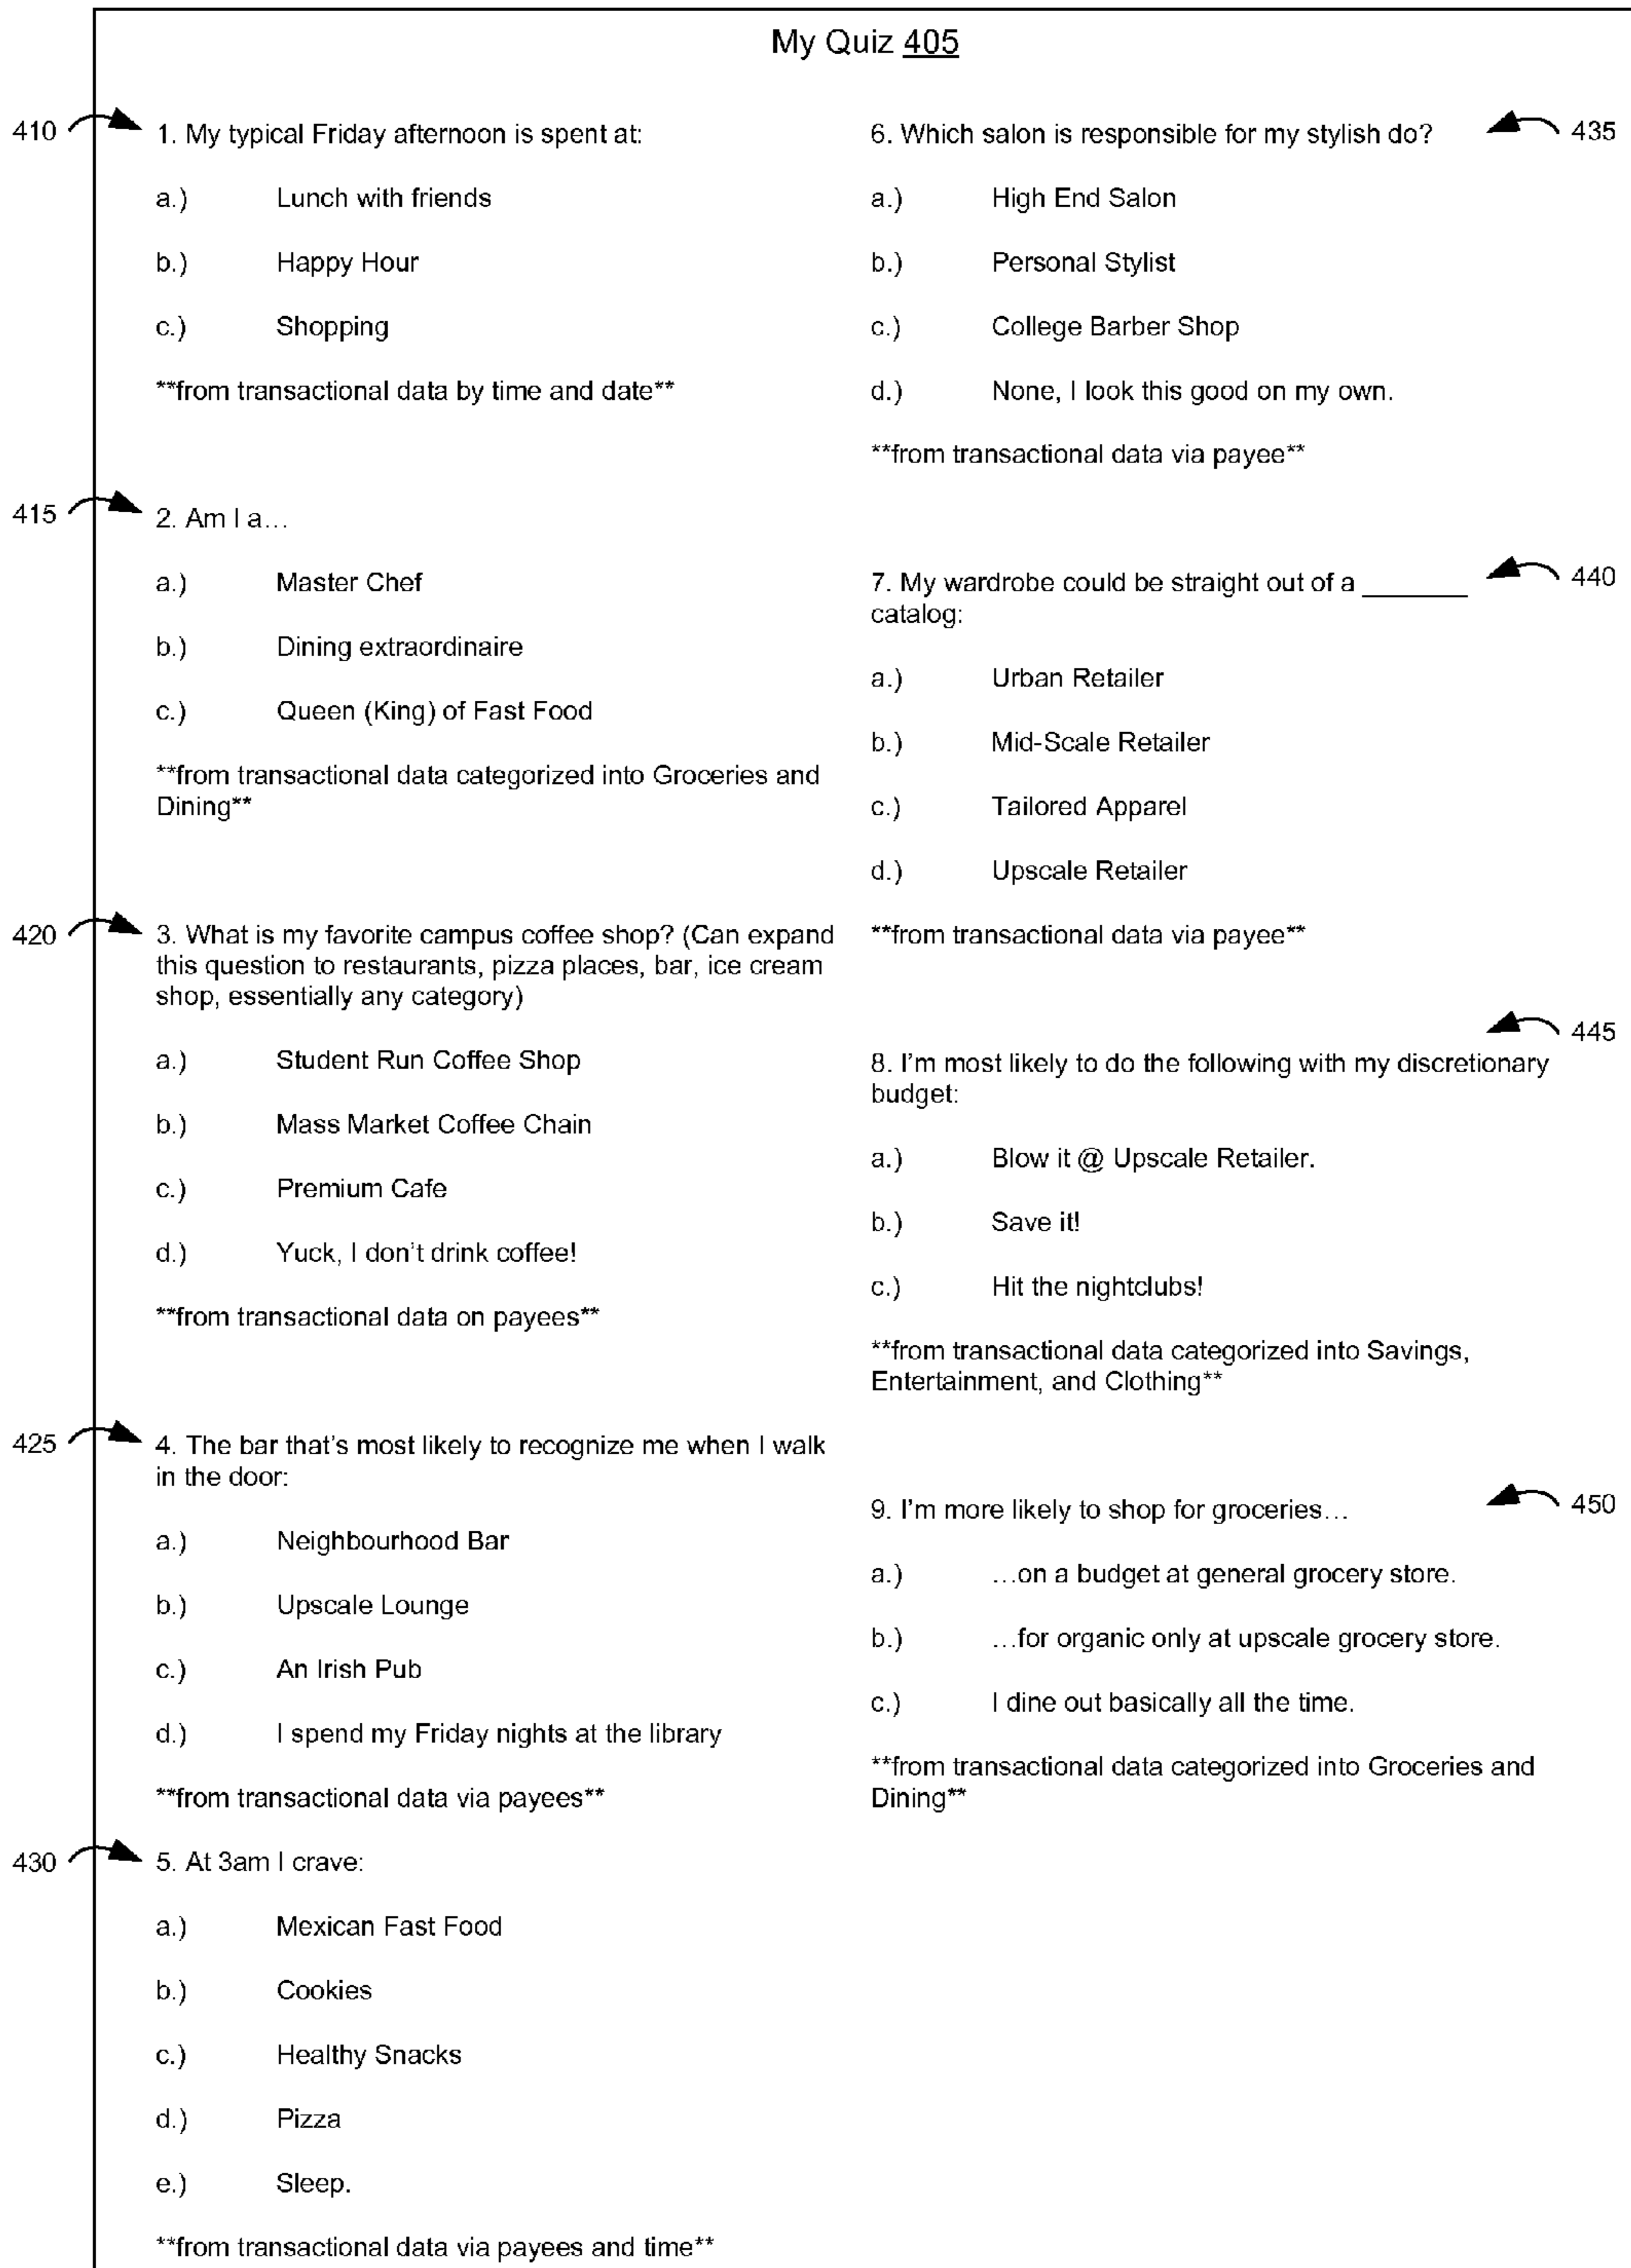 My Quiz 405
410
1. My typical Friday afternoon is spent at:
a.) Lunch with friends
b.) Happy Hour
c.) Shopping
**from transactional data by time and date**
415
2. Am I a…
a.) Master Chef
b.) Dining extraordinaire
c.) Queen (King) of Fast Food
**from transactional data categorized into Groceries and
Dining**
420
3. What is my favorite campus coffee shop? (Can expand
this question to restaurants, pizza places, bar, ice cream
shop, essentially any category)
a.) Student Run Coffee Shop
b.) Mass Market Coffee Chain
c.) Premium Cafe
d.) Yuck, I don't drink coffee!
**from transactional data on payees**
425
4. The bar that's most likely to recognize me when I walk
in the door:
a.) Neighbourhood Bar
b.) Upscale Lounge
c.) An Irish Pub
d.) I spend my Friday nights at the library
**from transactional data via payees**
430
5. At 3am I crave:
a.) Mexican Fast Food
b.) Cookies
c.) Healthy Snacks
d.) Pizza
e.) Sleep.
**from transactional data via payees and time**
6. Which salon is responsible for my stylish do?
435
a.) High End Salon
b.) Personal Stylist
c.) College Barber Shop
d.) None, I look this good on my own.
**from transactional data via payee**
7. My wardrobe could be straight out of a _______
440
catalog:
a.) Urban Retailer
b.) Mid-Scale Retailer
c.) Tailored Apparel
d.) Upscale Retailer
**from transactional data via payee**
445
8. I'm most likely to do the following with my discretionary
budget:
a.) Blow it @ Upscale Retailer.
b.) Save it!
c.) Hit the nightclubs!
**from transactional data categorized into Savings,
Entertainment, and Clothing**
9. I'm more likely to shop for groceries…
450
a.) …on a budget at general grocery store.
b.) …for organic only at upscale grocery store.
c.) I dine out basically all the time.
**from transactional data categorized into Groceries and
Dining**